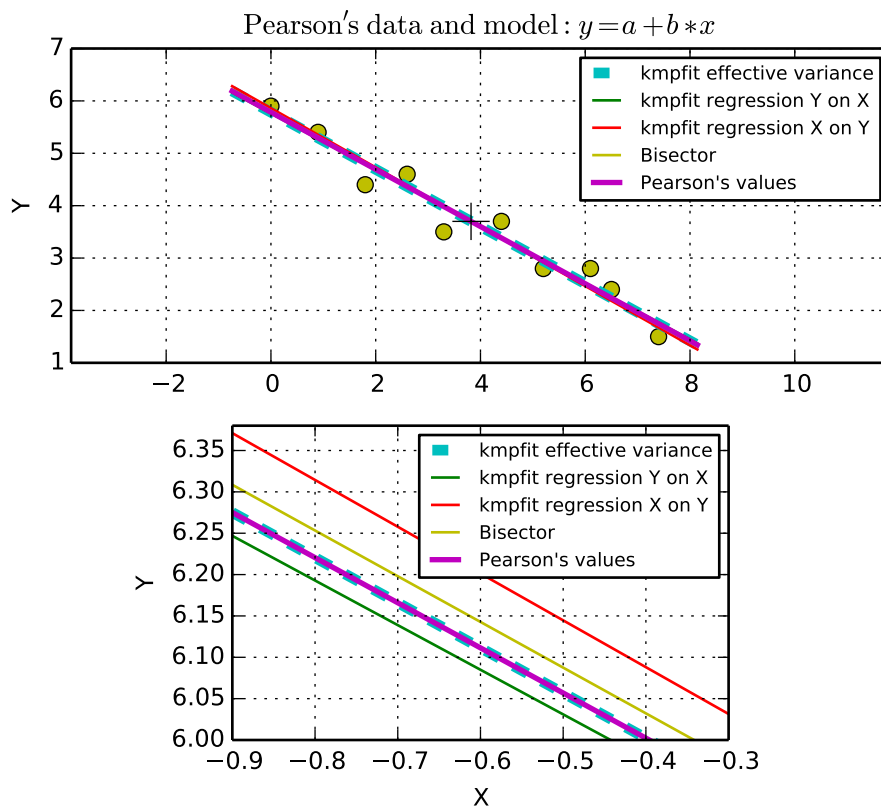 Pearson's data and model: y=a+b*x
7
6
5
4
3
2
1
Y
kmpfit effective variance
kmpfit regression Y on X
kmpfit regression X on Y
Bisector
Pearson's values
−2 0 2 4 6 8 10
6.35
6.30
6.25
6.20
6.15
6.10
6.05
6.00
Y
kmpfit effective variance
kmpfit regression Y on X
kmpfit regression X on Y
Bisector
Pearson's values
−0.9 −0.8 −0.7 −0.6 −0.5 −0.4 −0.3
X